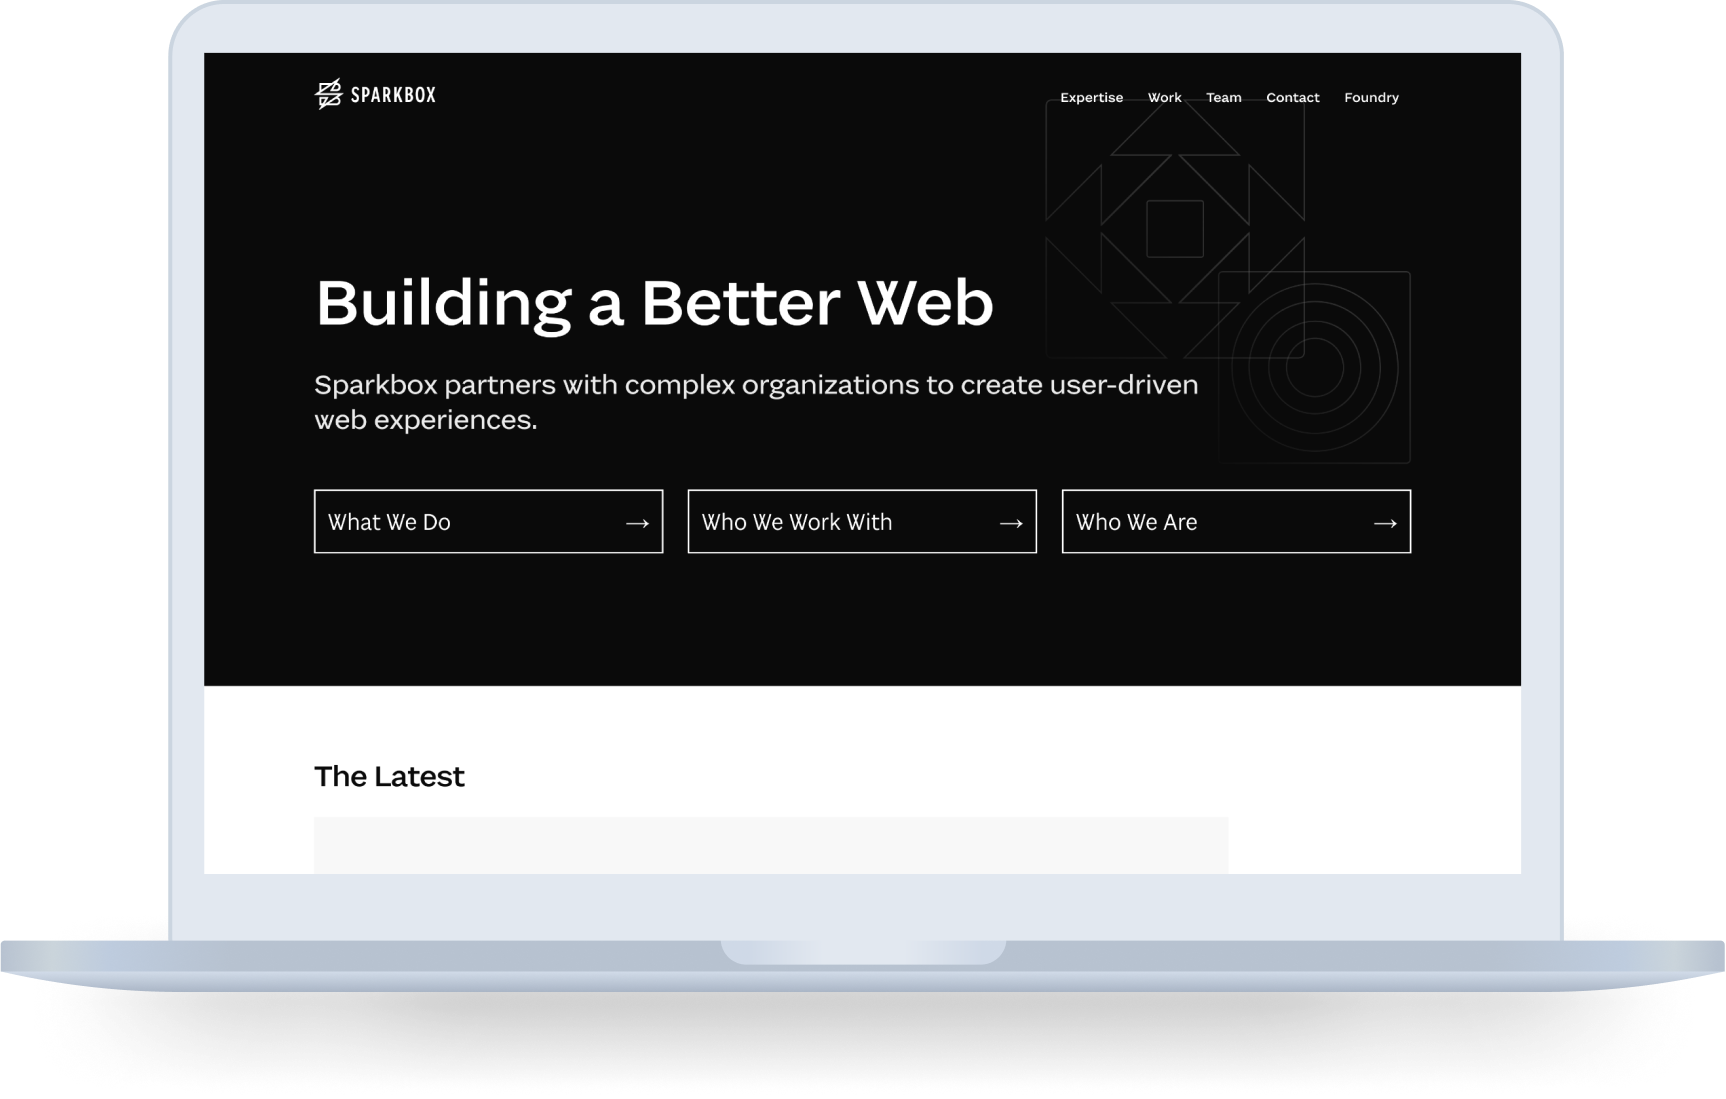 SPARKBOX
Expertise Work Team Contact Foundry
Building a Better Web
Sparkbox partners with complex organizations to create user-driven
web experiences.
What We Do → Who We Work With → Who We Are →
The Latest